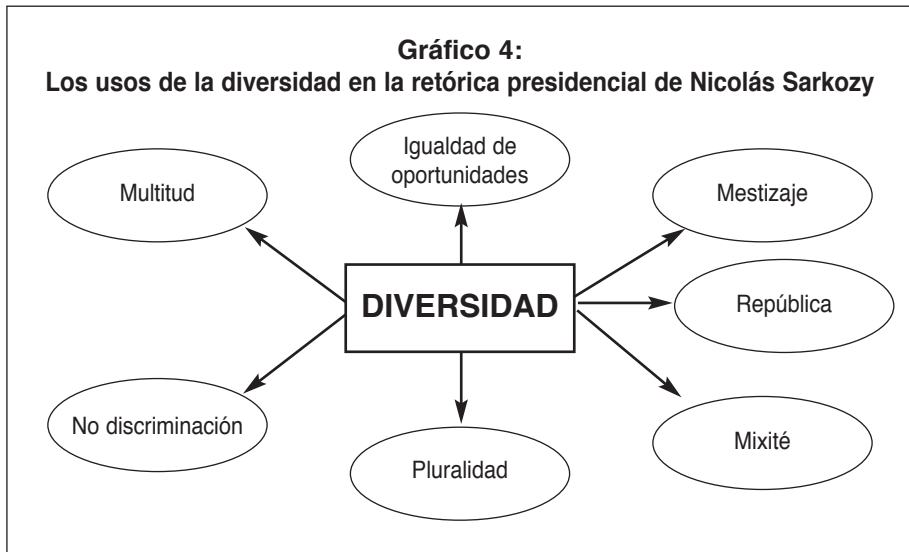 Gráfico 4:
Los usos de la diversidad en la retórica presidencial de Nicolás Sarkozy
Igualdad de
oportunidades
Multitud
Mestizaje
DIVERSIDAD
República
No discriminación
Pluralidad
Mixité